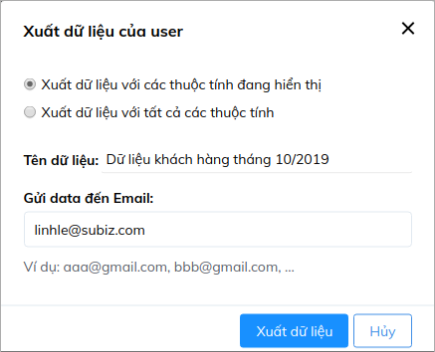 Xuất dữ liệu của user
Xuất dữ liệu với các thuộc tính đang hiển thị
Xuất dữ liệu với tất cả các thuộc tính
Tên dữ liệu: Dữ liệu khách hàng tháng 10/2019
Gửi data đến Email:
linhle@subiz.com
Ví dụ: aaa@gmail.com, bbb@gmail.com, ...
Xuất dữ liệu Hủy